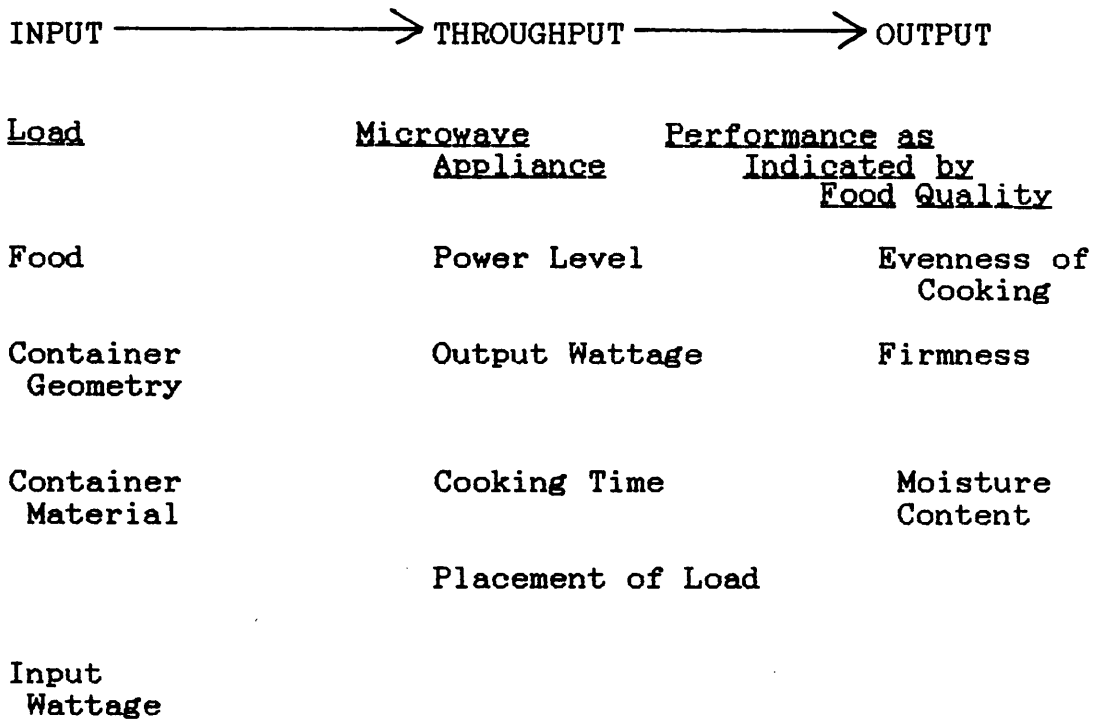 INPUT THROUGHPUT OUTPUT
Load Microwave Performance as
Appliance Indicated by
Food Quality
Food Power Level Evenness of
Cooking
Container Output Wattage Firmness
Geometry
Container Cooking Time Moisture
Material Content
Placement of Load
Input
Wattage